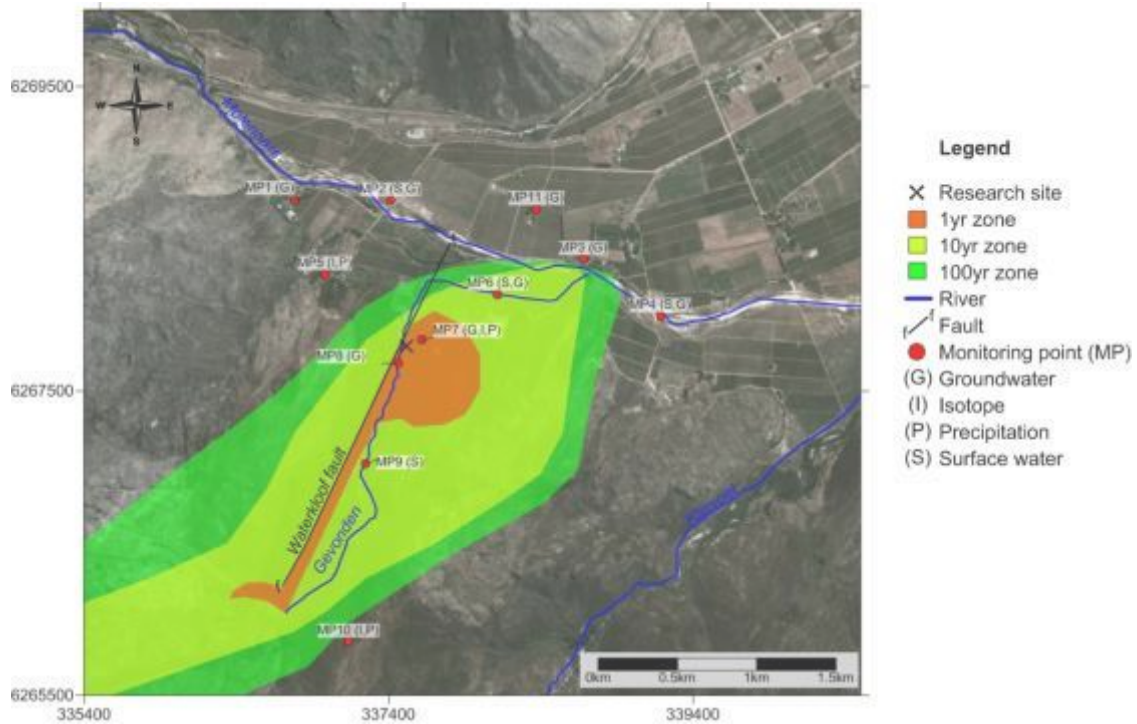 6269500
6267500
6265500
335400
337400
339400
N
W
E
S
MP1 (G)
MP2 (S,G)
MP11 (G)
MP5 (I,P)
MP3 (G)
MP6 (S,G)
MP4 (S,G)
MP7 (G,I,P)
MP8 (G)
MP9 (S)
Waterkloof fault
Gevonden
MP10 (I,P)
0km
0.5km
1km
1.5km
Legend
Research site
1yr zone
10yr zone
100yr zone
River
Fault
Monitoring point (MP)
(G) Groundwater
(I) Isotope
(P) Precipitation
(S) Surface water